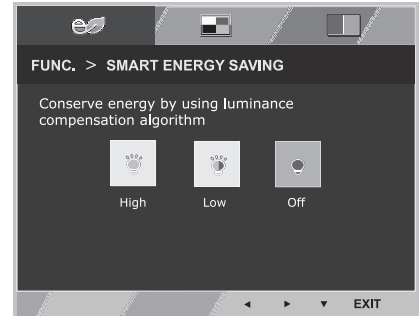 FUNC. > SMART ENERGY SAVING
Conserve energy by using luminance
compensation algorithm
High Low Off
EXIT